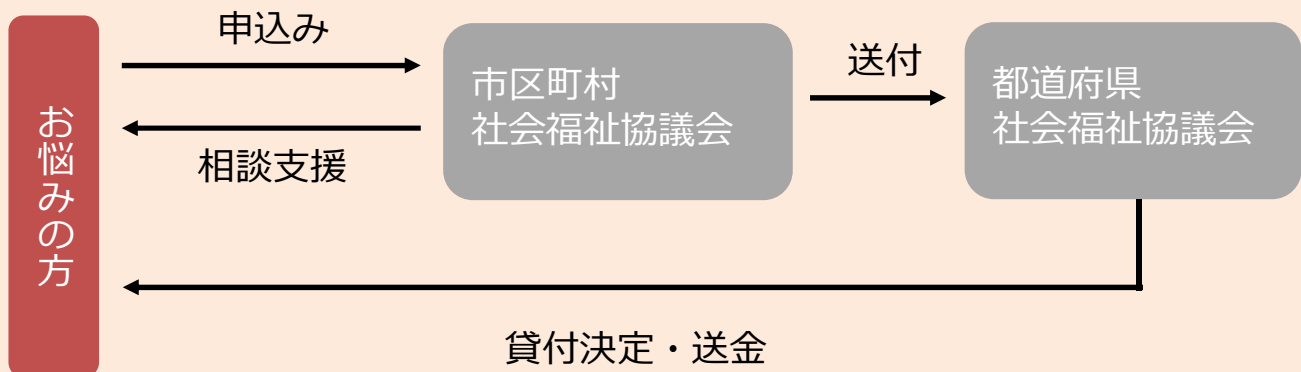 お悩みの方
申込み
相談支援
市区町村
社会福祉協議会
送付
都道府県
社会福祉協議会
貸付決定・送金